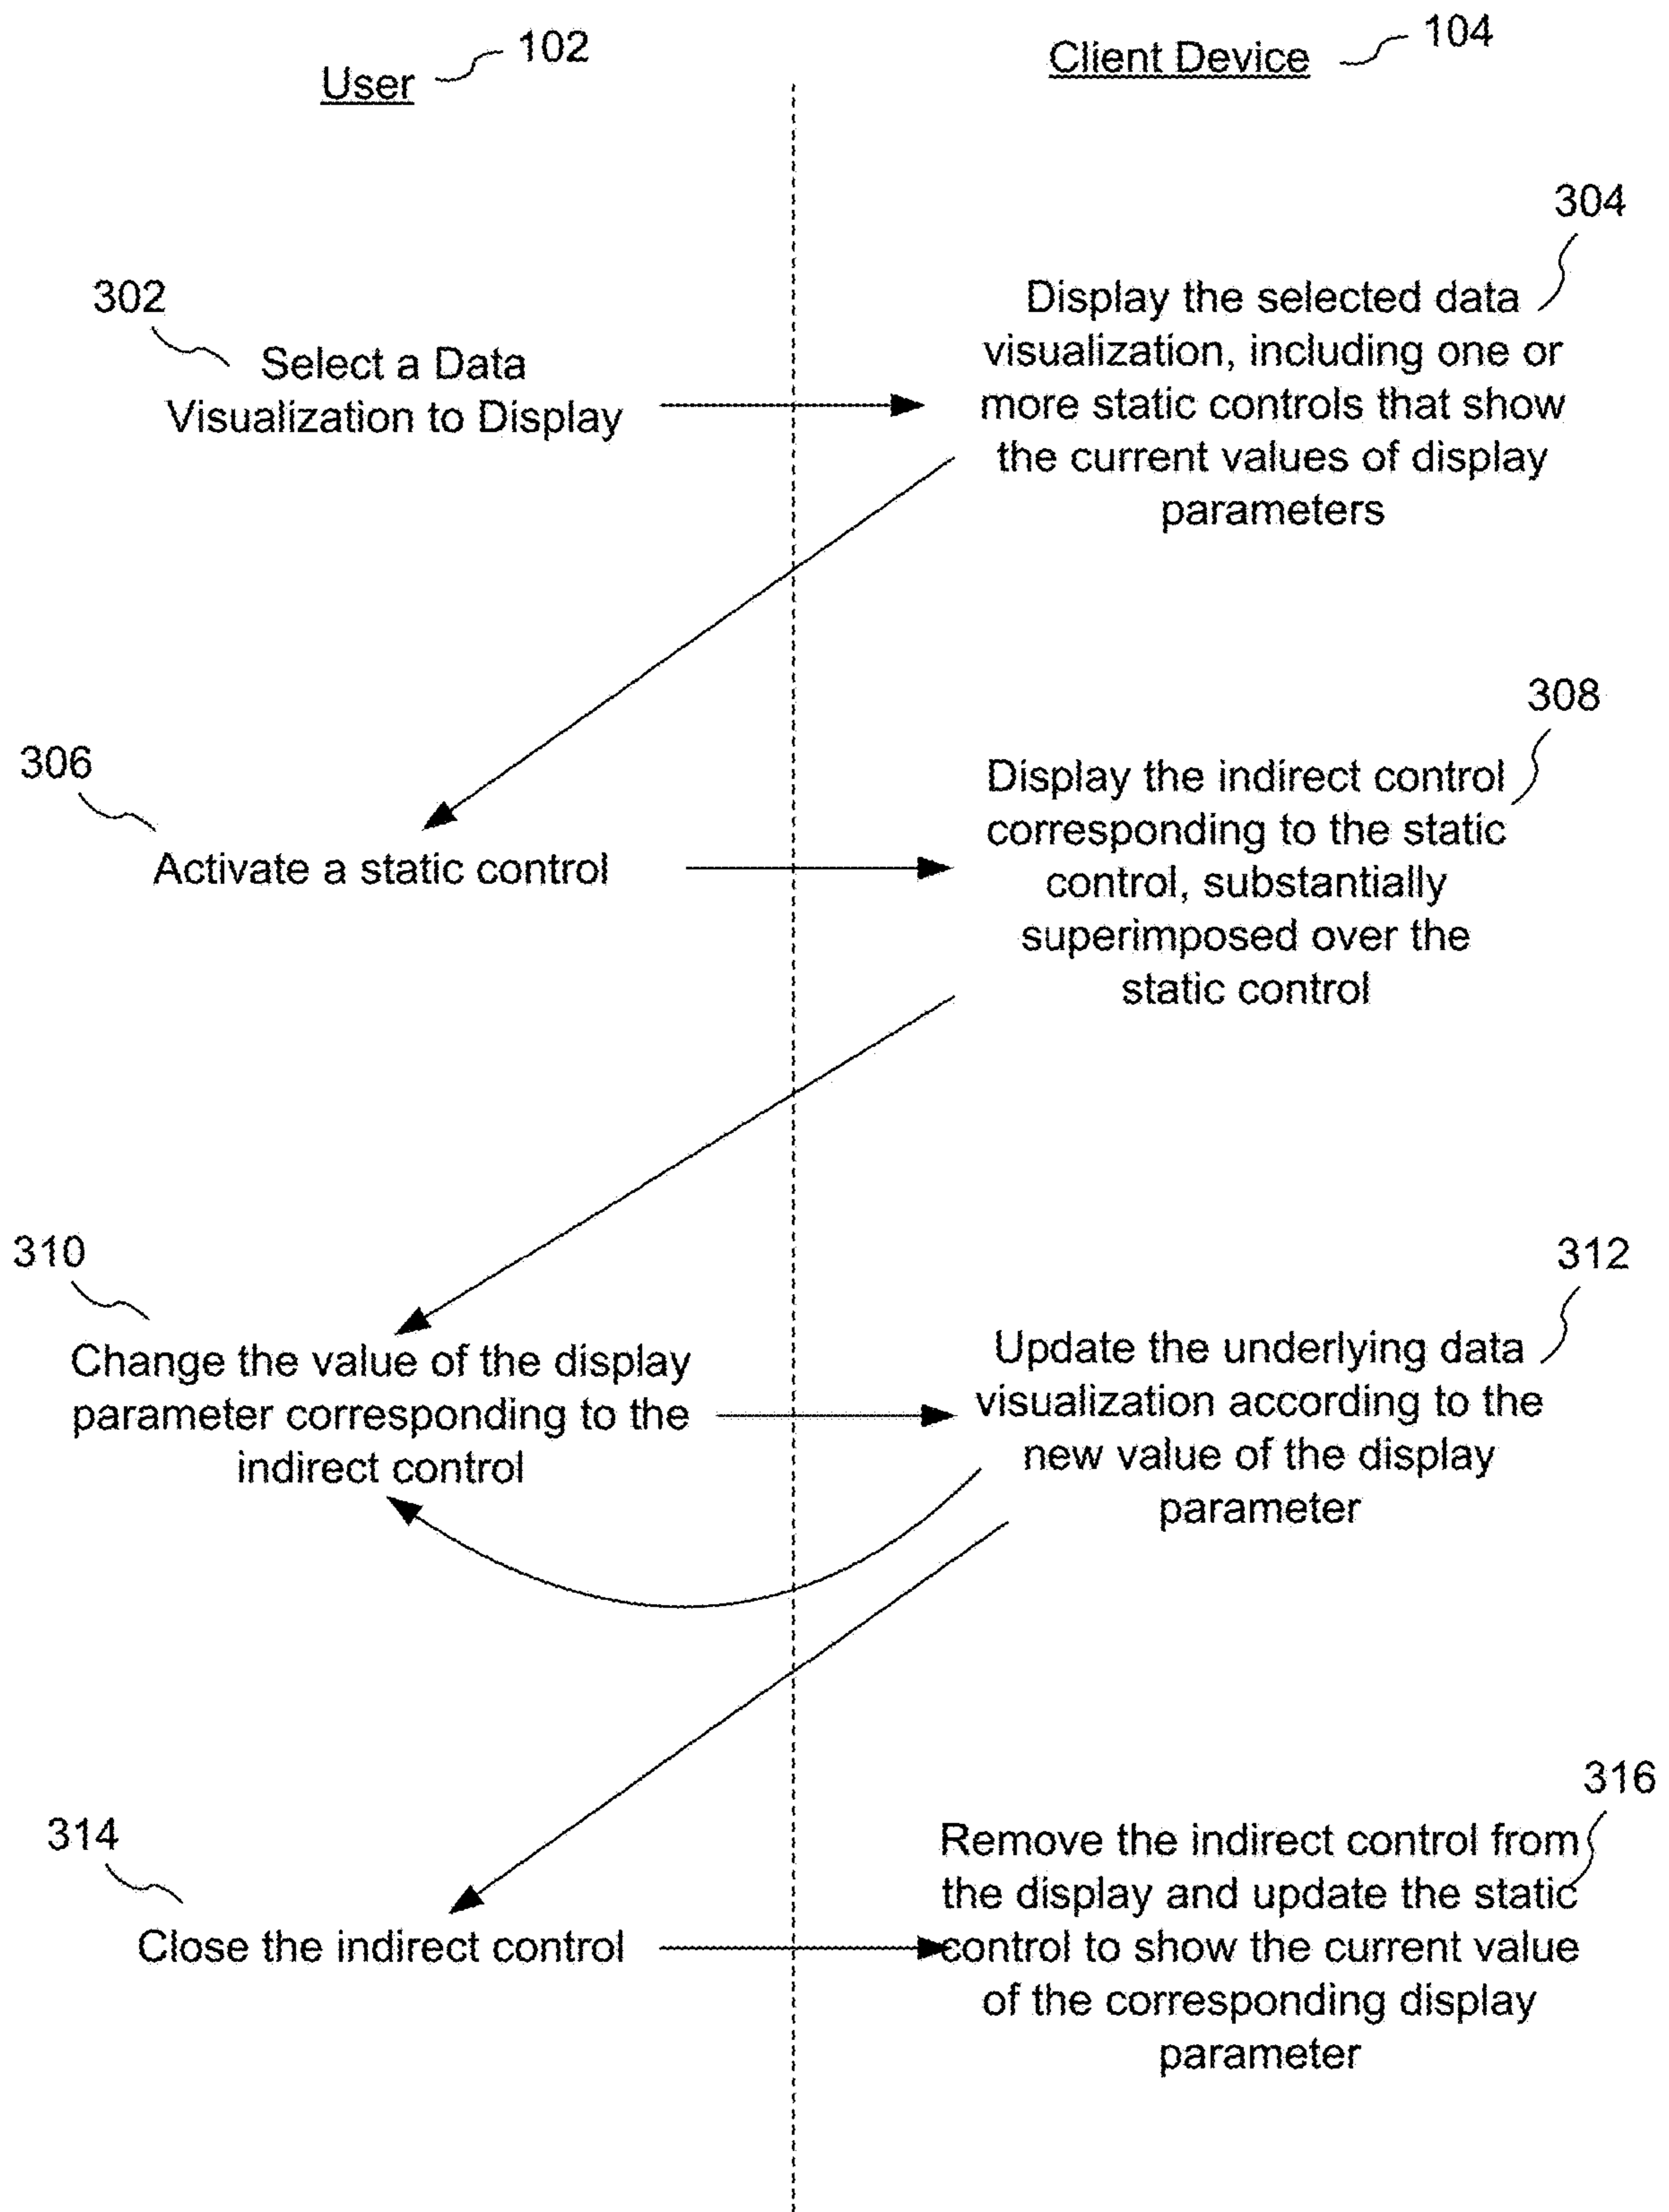 User
102
Client Device
104
302
Select a Data
Visualization to Display
304
Display the selected data
visualization, including one or
more static controls that show
the current values of display
parameters
306
Activate a static control
308
Display the indirect control
corresponding to the static
control, substantially
superimposed over the
static control
310
Change the value of the display
parameter corresponding to the
indirect control
312
Update the underlying data
visualization according to the
new value of the display
parameter
314
Close the indirect control
316
Remove the indirect control from
the display and update the static
control to show the current value
of the corresponding display
parameter